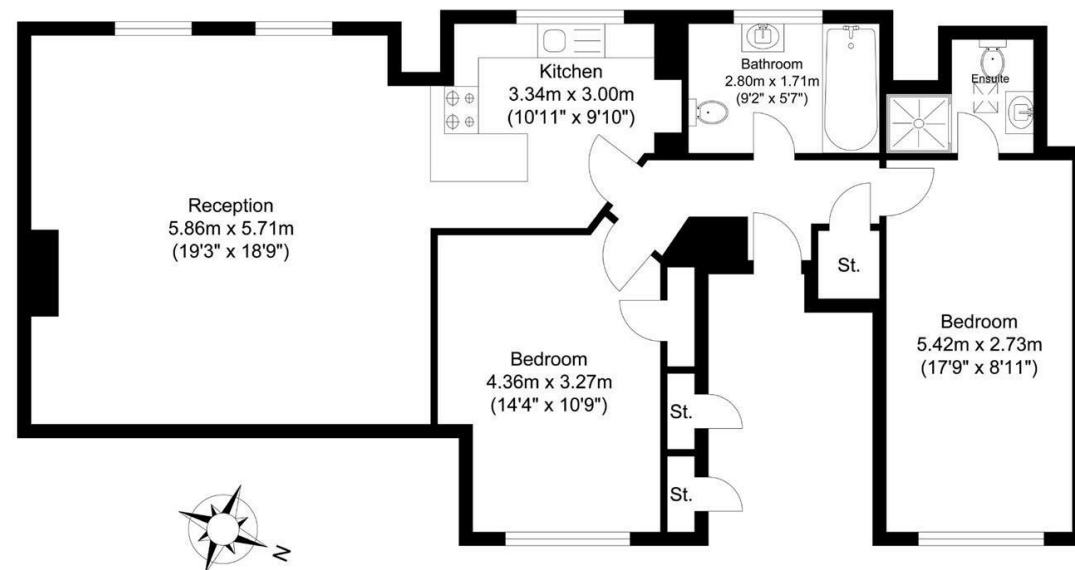 Kitchen
3.34m x 3.00m
(10'11" x 9'10")
Bathroom
2.80m x 1.71m
(9'2" x 5'7")
Ensuite
Reception
5.86m x 5.71m
(19'3" x 18'9")
St.
Bedroom
5.42m x 2.73m
(17'9" x 8'11")
Bedroom
4.36m x 3.27m
(14'4" x 10'9")
St.
St.
N